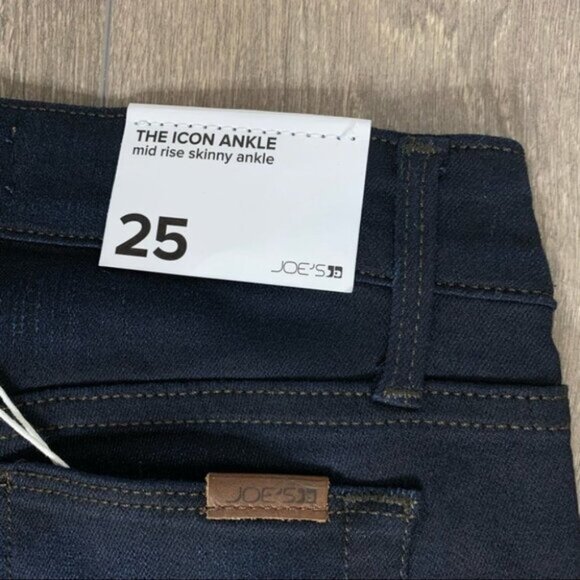 THE ICON ANKLE
mid rise skinny ankle
25
JOE'S
JOE'S